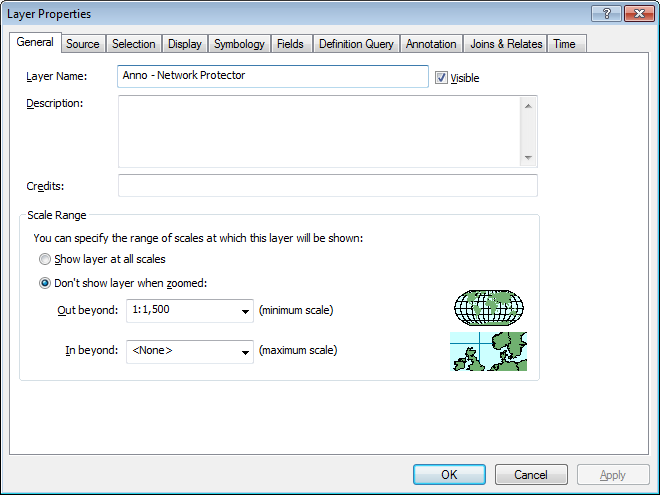 Layer Properties
General Source Selection Display Symbology Fields Definition Query Annotation Joins & Relates Time
Layer Name: Anno - Network Protector Visible
Description:
Credits:
Scale Range
You can specify the range of scales at which this layer will be shown:
Show layer at all scales
Don't show layer when zoomed:
Out beyond: 1:1,500 (minimum scale)
In beyond: <None> (maximum scale)
OK Cancel Apply